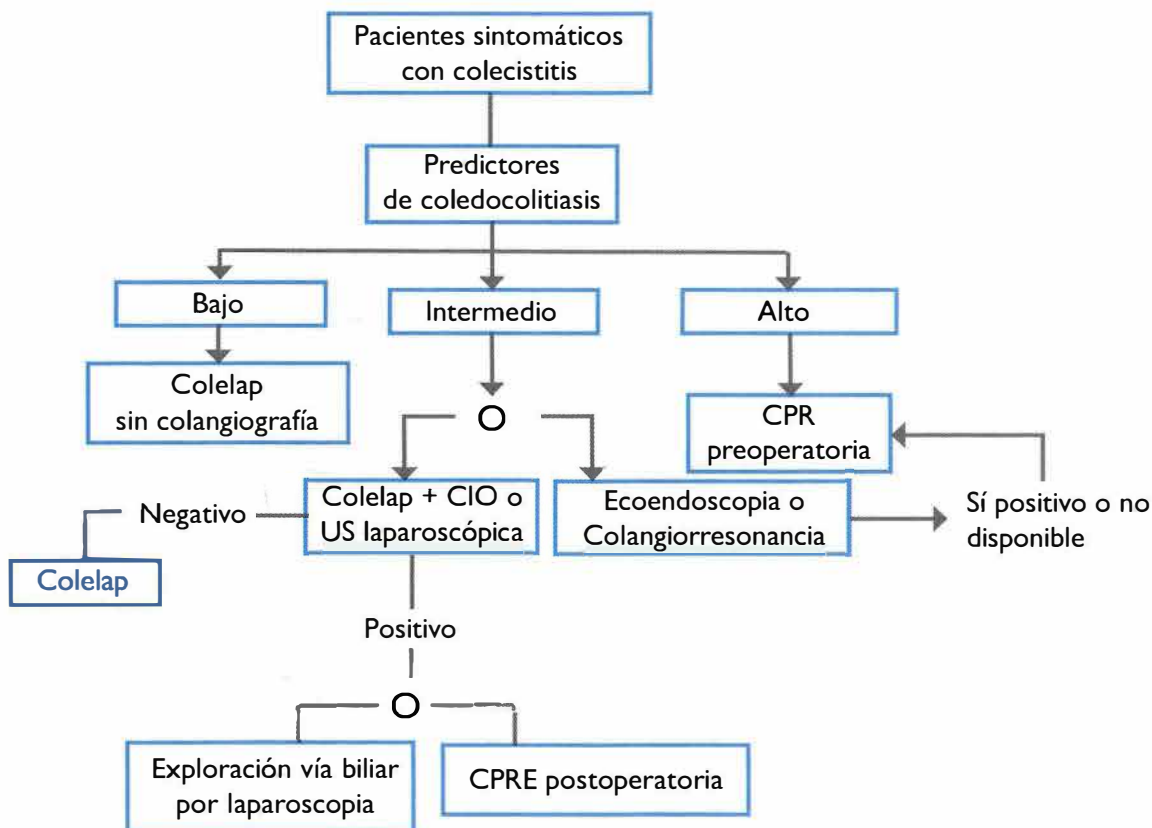 Pacientes sintomáticos
con colecistitis
Predictores
de coledocolitiasis
Bajo
Intermedio
Alto
Colelap
sin colangiografía
O
CPR
preoperatoria
Negativo
Colelap + CIO o
US laparoscópica
Ecoendoscopia o
Colangiorresonancia
Sí positivo o no
disponible
Colelap
Positivo
O
Exploración vía biliar
por laparoscopia
CPRE postoperatoria